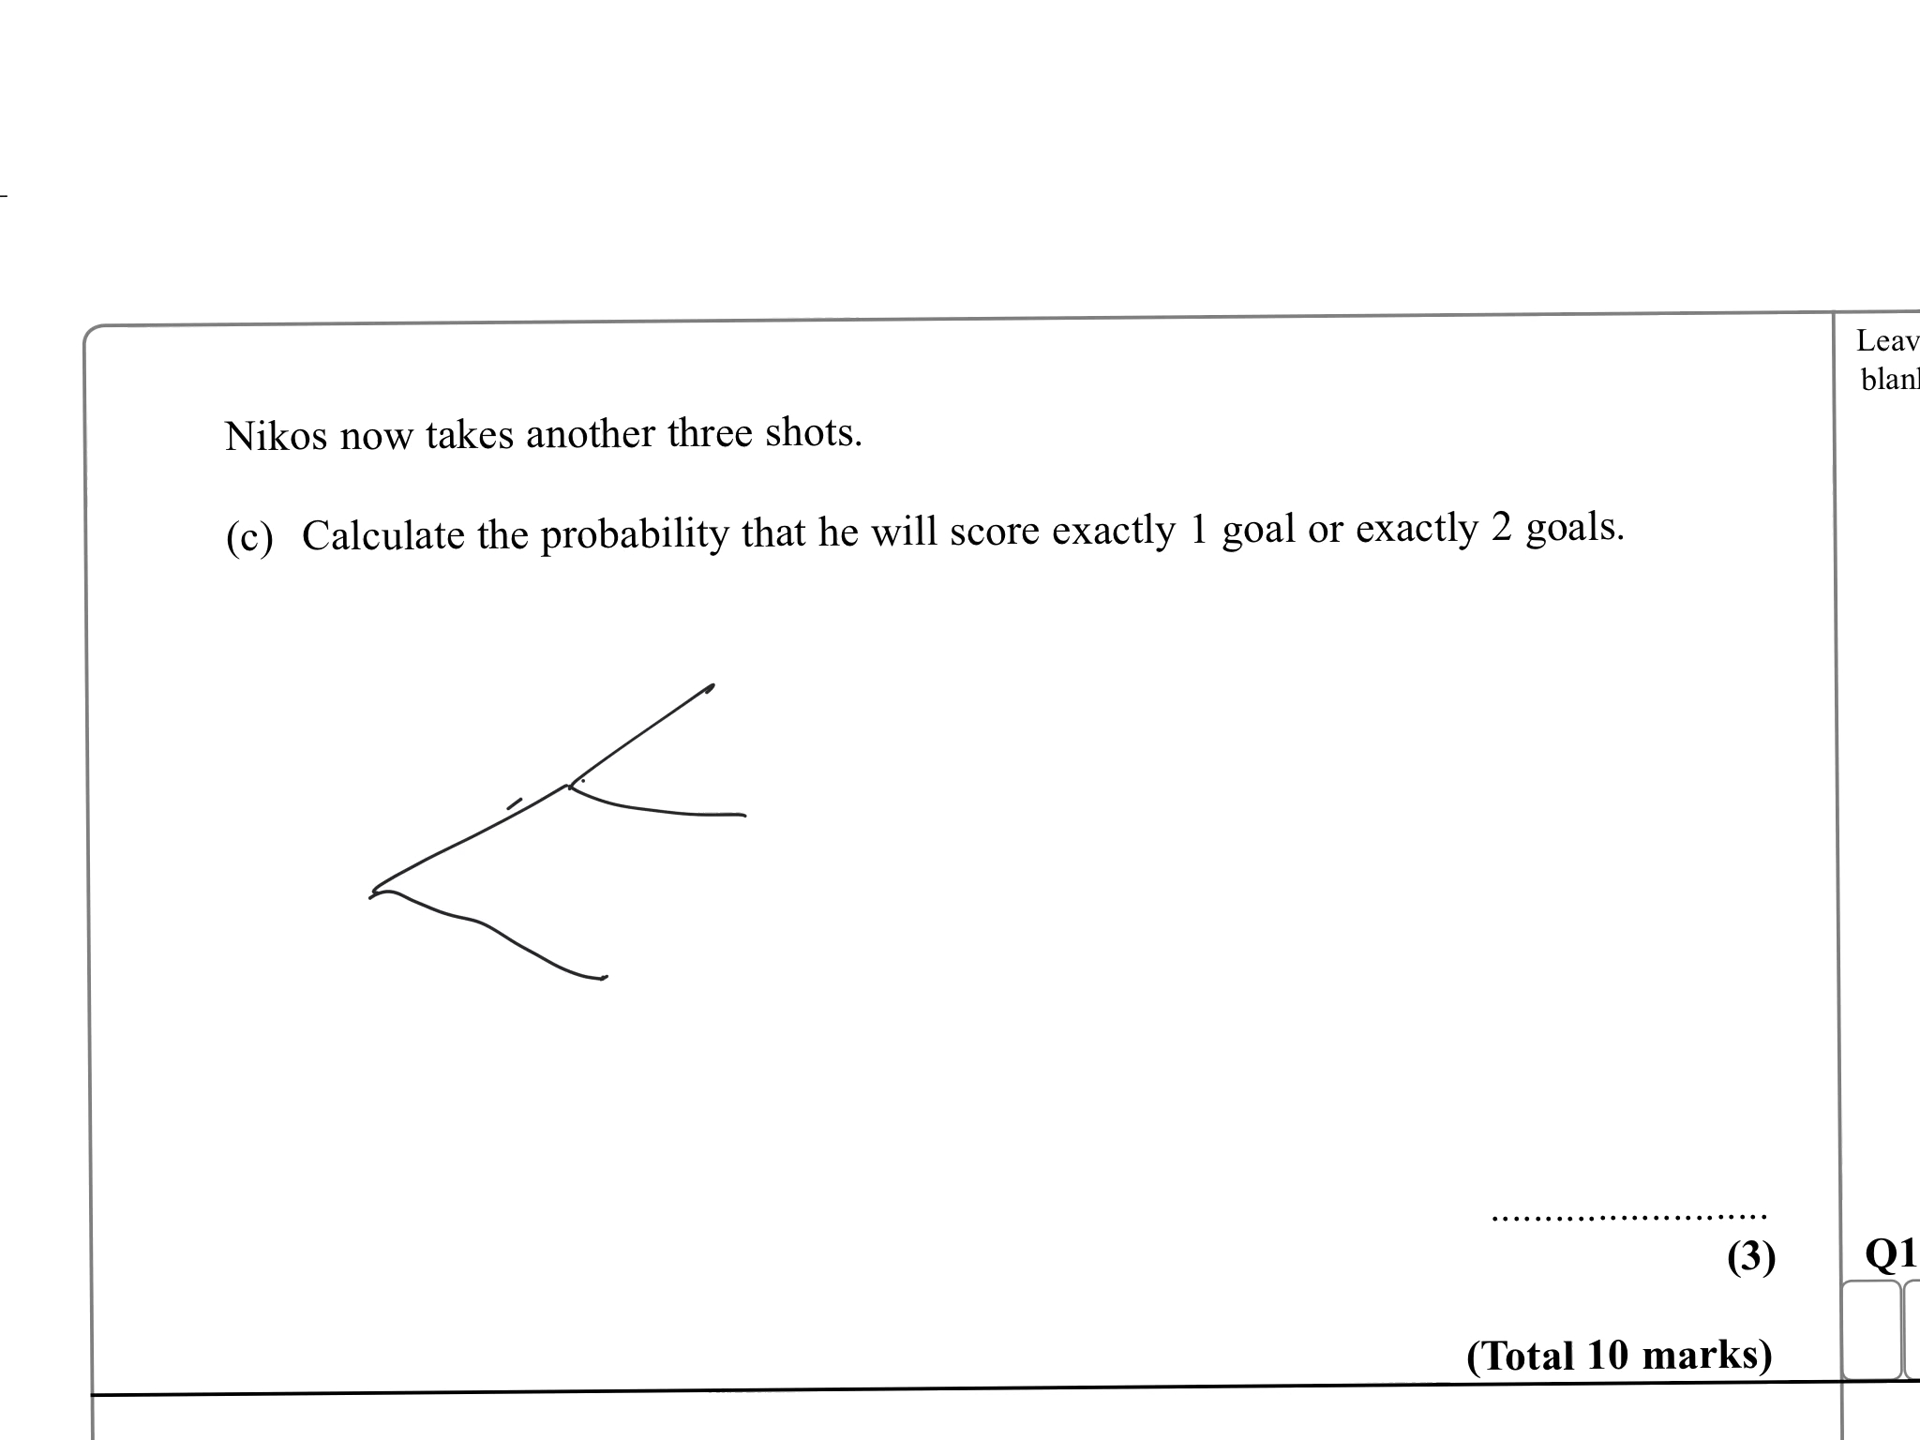 Leav
blank
Nikos now takes another three shots.
(c) Calculate the probability that he will score exactly 1 goal or exactly 2 goals.
..........................
(3)
Q1
(Total 10 marks)